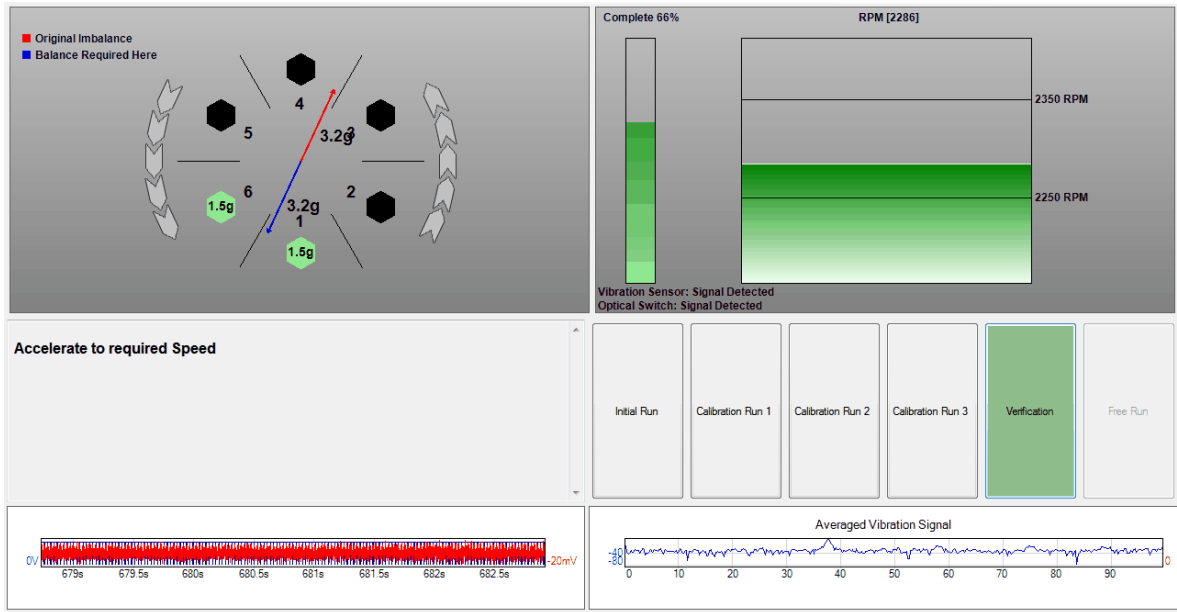 Original Imbalance
Balance Required Here
4
5
3.2g
3
6
2
1.5g
3.2g
1
1.5g
Complete 66%
RPM [2286]
2350 RPM
2250 RPM
Vibration Sensor: Signal Detected
Optical Switch: Signal Detected
Accelerate to required Speed
Initial Run
Calibration Run 1
Calibration Run 2
Calibration Run 3
Verification
Free Run
0V
-20mV
679s 679.5s 680s 680.5s 681s 681.5s 682s 682.5s
Averaged Vibration Signal
-40
-80
0
0 10 20 30 40 50 60 70 80 90